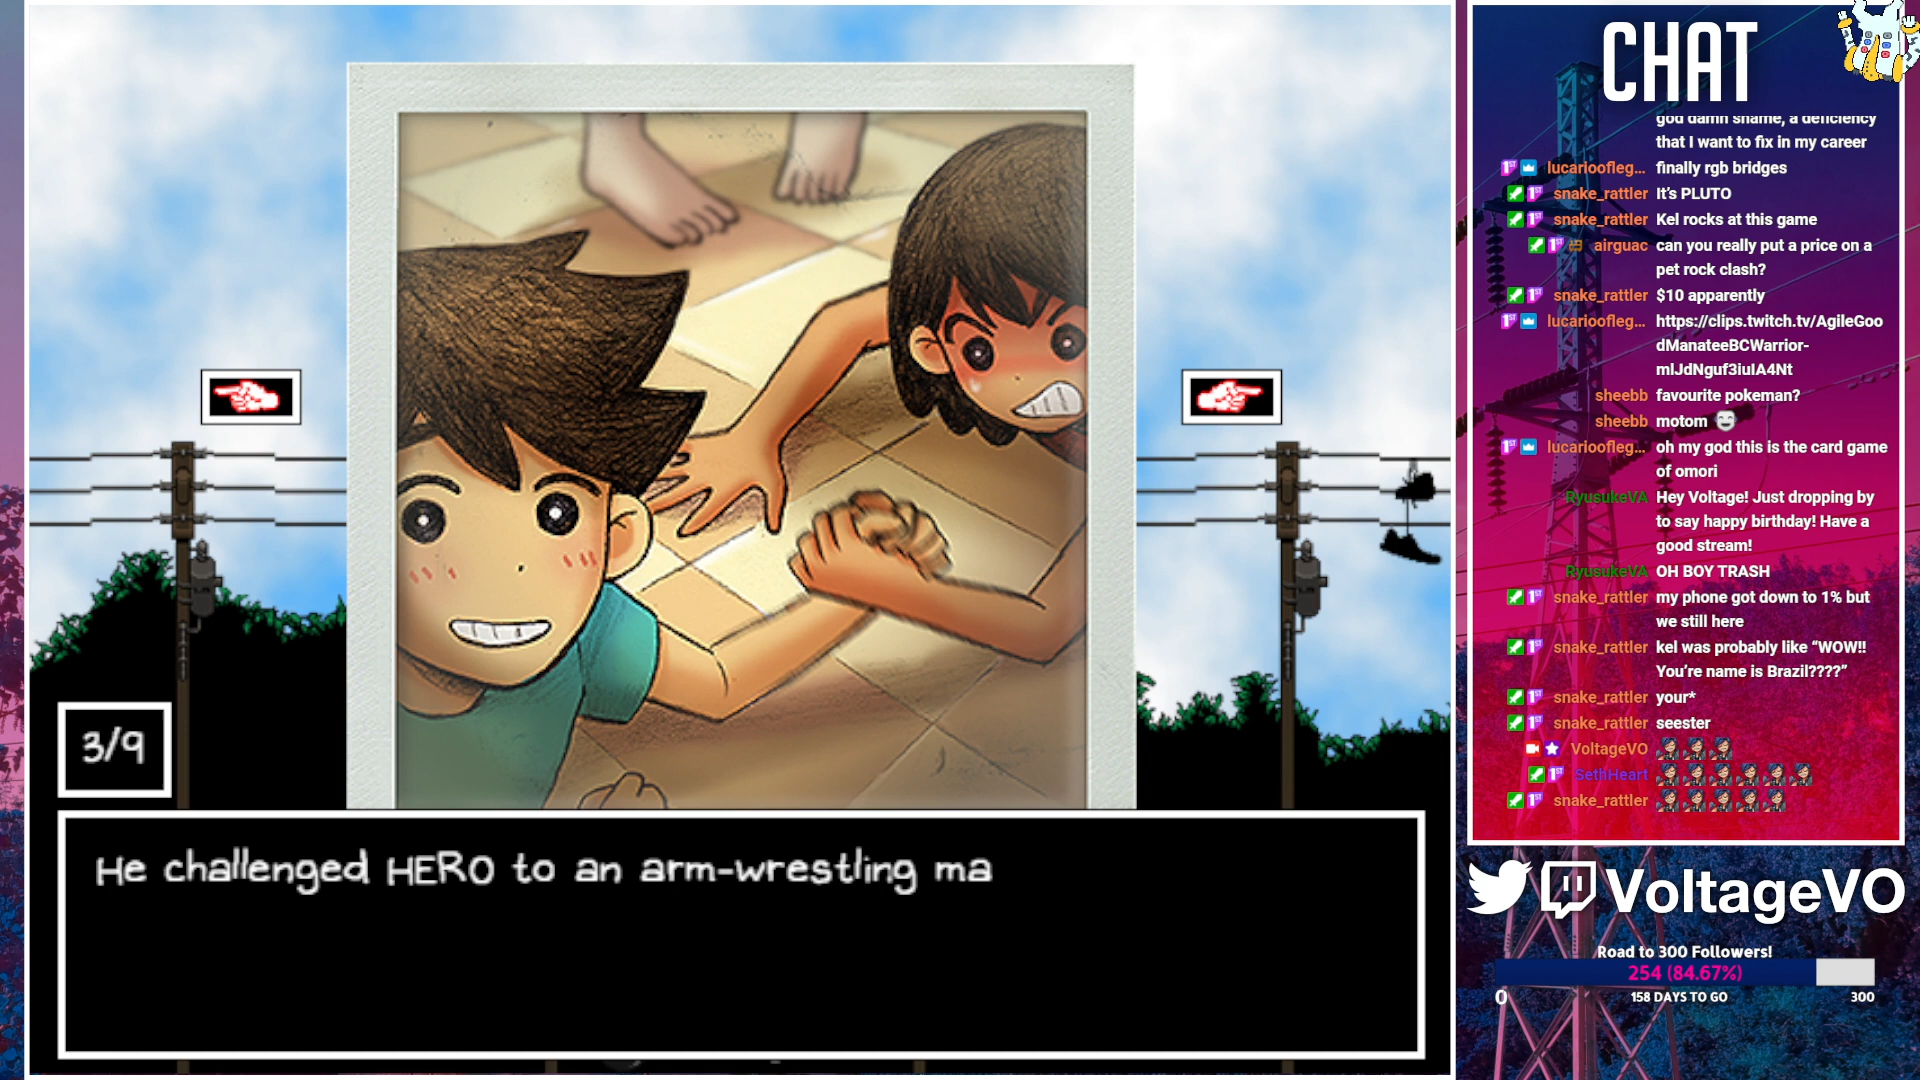 CHAT
god damn shame, a deficiency
that I want to fix in my career
lucarioofleg... finally rgb bridges
snake_rattler It's PLUTO
snake_rattler Kel rocks at this game
airguac can you really put a price on a
pet rock clash?
snake_rattler $10 apparently
lucarioofleg... https://clips.twitch.tv/AgileGoo
dManateeBCWarrior-
mIJdNguf3iuIA4Nt
sheebb favourite pokeman?
sheebb motom
lucarioofleg... oh my god this is the card game
of omori
RyusukeVA Hey Voltage! Just dropping by
to say happy birthday! Have a
good stream!
RyusukeVA OH BOY TRASH
snake_rattler my phone got down to 1% but
we still here
snake_rattler kel was probably like “WOW!!
You’re name is Brazil????”
snake_rattler your*
snake_rattler seester
VoltageVO
SethHeart
snake_rattler
3/9
He challenged HERO to an arm-wrestling ma
VoltageVO
Road to 300 Followers!
254 (84.67%)
0 158 DAYS TO GO 300